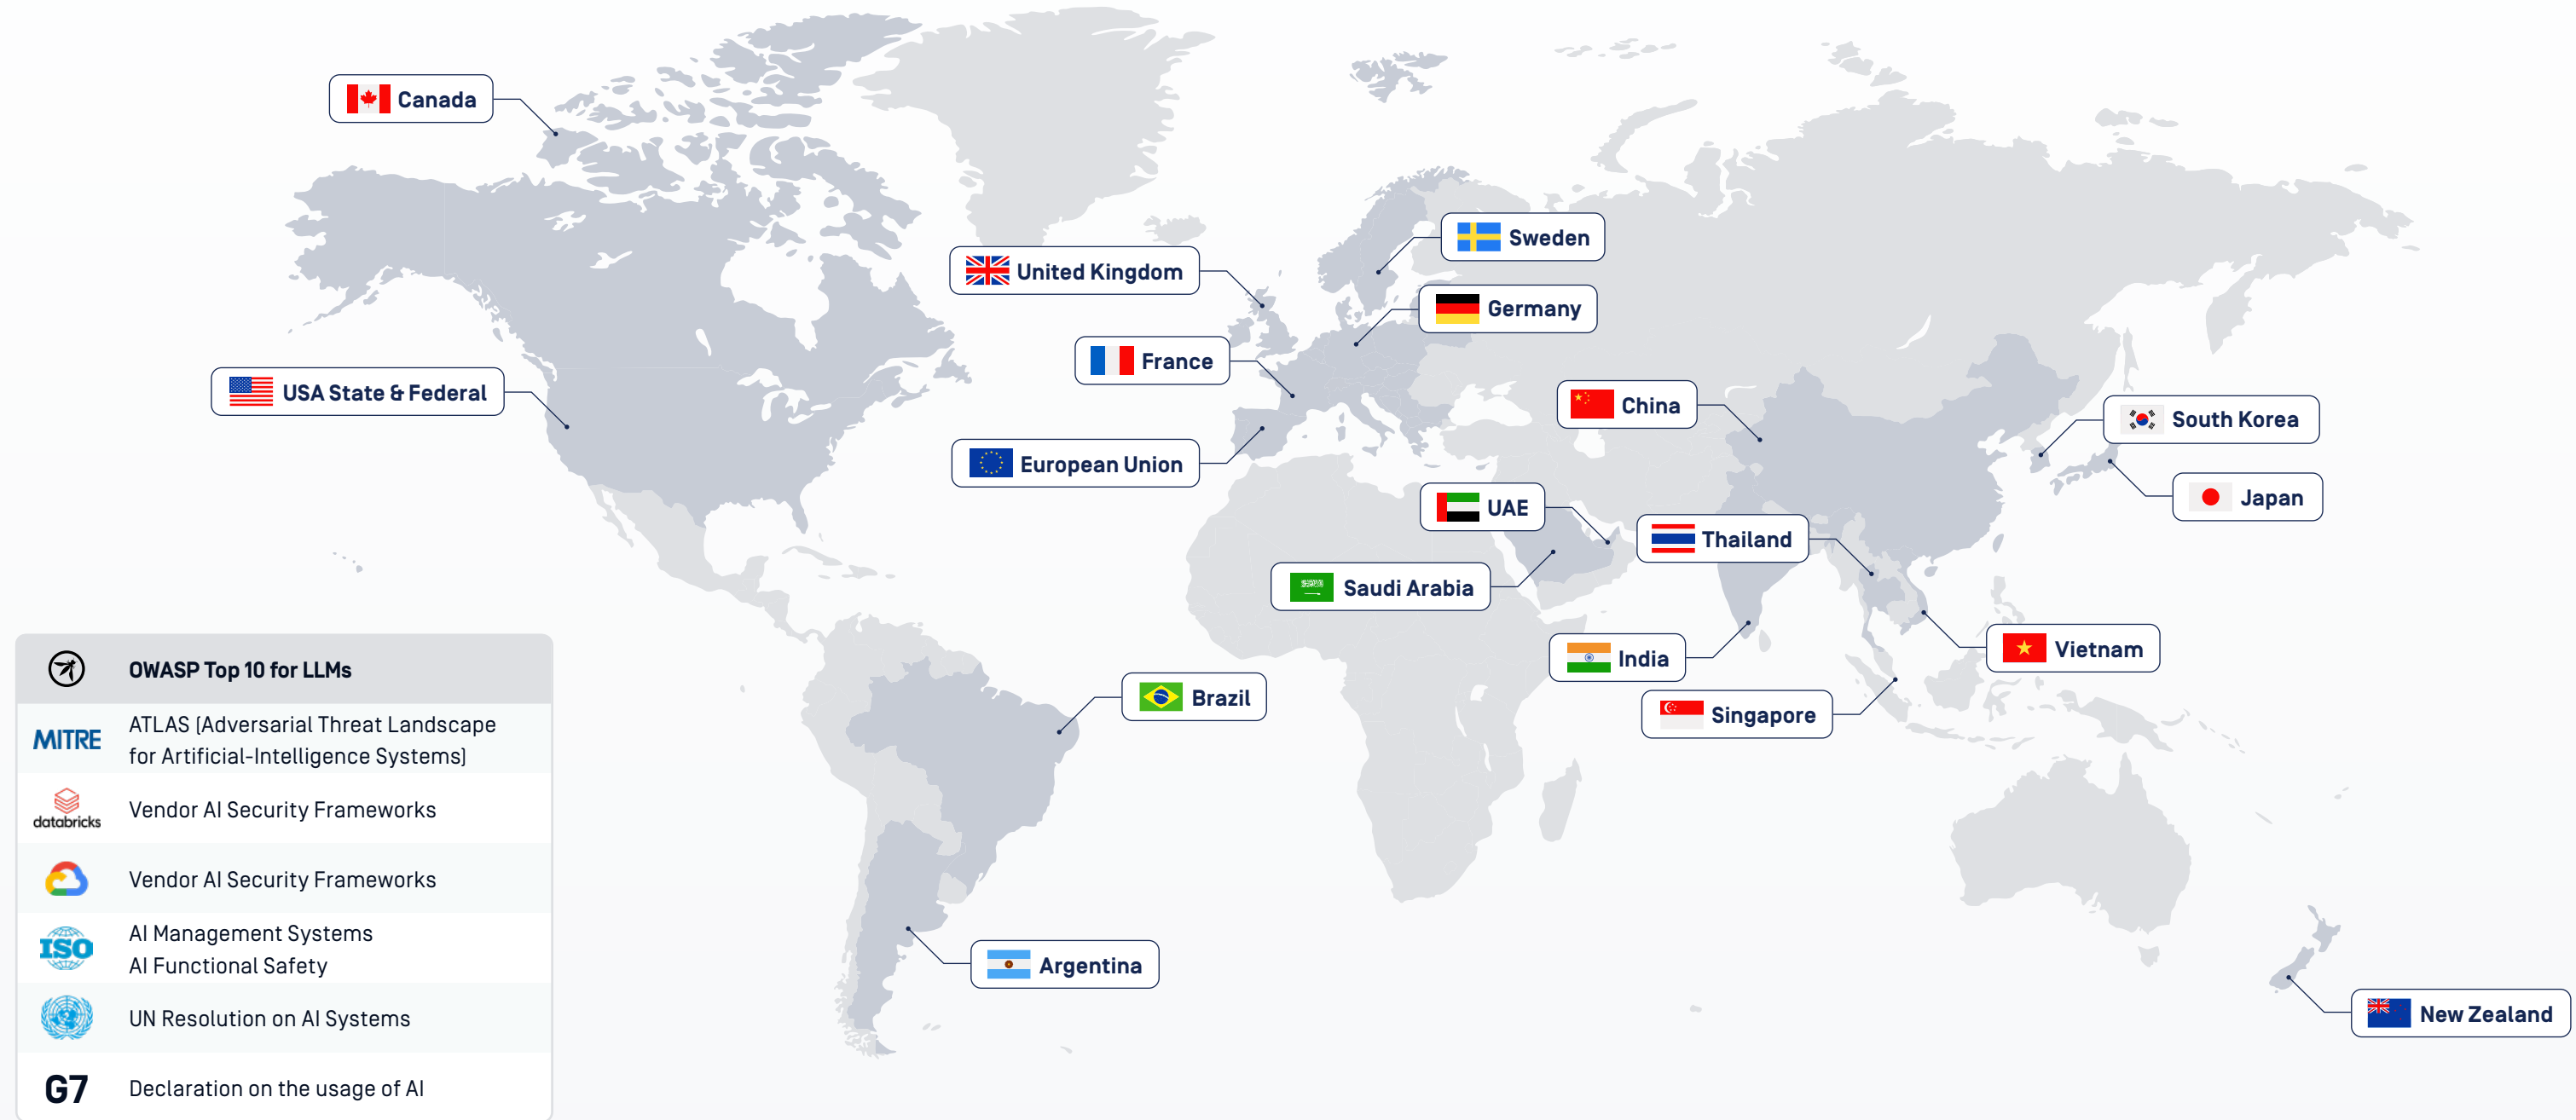 Canada
Sweden
United Kingdom
Germany
France
USA State & Federal
China
South Korea
European Union
Japan
UAE
Thailand
Saudi Arabia
India
Vietnam
Singapore
Brazil
Argentina
New Zealand
OWASP Top 10 for LLMs
MITRE
ATLAS (Adversarial Threat Landscape
for Artificial-Intelligence Systems)
databricks
Vendor AI Security Frameworks
Vendor AI Security Frameworks
ISO
AI Management Systems
AI Functional Safety
UN Resolution on AI Systems
G7
Declaration on the usage of AI